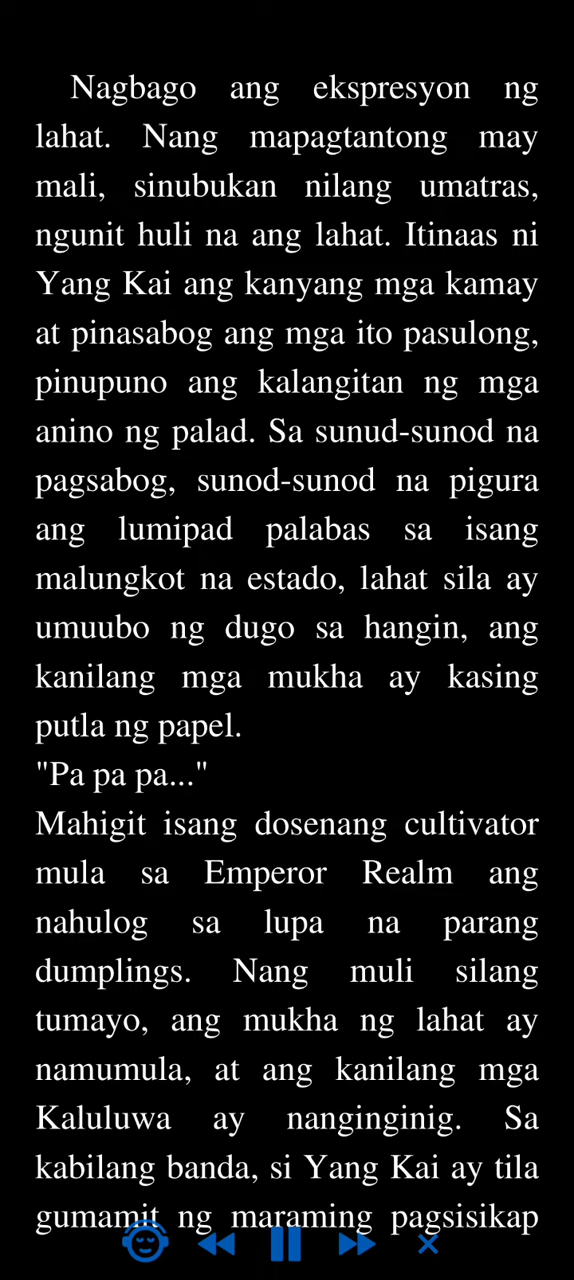 Nagbago ang ekspresyon ng
lahat. Nang mapagtantong may
mali, sinubukan nilang umatras,
ngunit huli na ang lahat. Itinaas ni
Yang Kai ang kanyang mga kamay
at pinasabog ang mga ito pasulong,
pinupuno ang kalangitan ng mga
anino ng palad. Sa sunud-sunod na
pagsabog, sunod-sunod na pigura
ang lumipad palabas sa isang
malungkot na estado, lahat sila ay
umuubo ng dugo sa hangin, ang
kanilang mga mukha ay kasing
putla ng papel.
"Pa pa pa..."
Mahigit isang dosenang cultivator
mula sa Emperor Realm ang
nahulog sa lupa na parang
dumplings. Nang muli silang
tumayo, ang mukha ng lahat ay
namumula, at ang kanilang mga
Kaluluwa ay nanginginig. Sa
kabilang banda, si Yang Kai ay tila
gumamit ng maraming pagsisikap